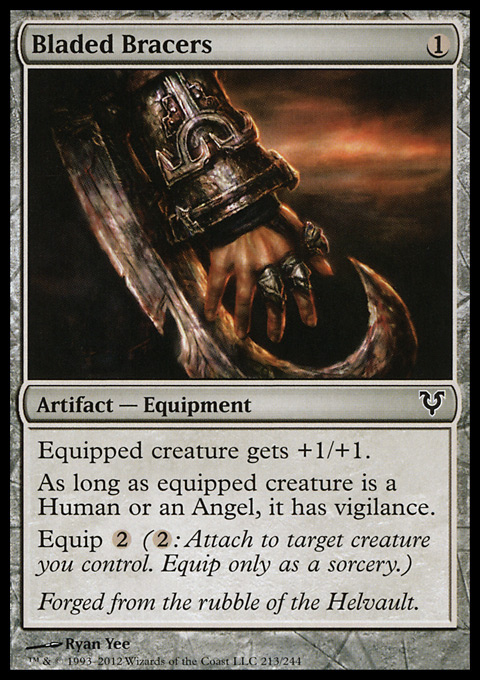 Bladed Bracers 1
Artifact — Equipment
Equipped creature gets +1/+1.
As long as equipped creature is a
Human or an Angel, it has vigilance.
Equip 2 (2: Attach to target creature
you control. Equip only as a sorcery.)
Forged from the rubble of the Helvault.
Ryan Yee
™ & © 1993–2012 Wizards of the Coast LLC 213/244